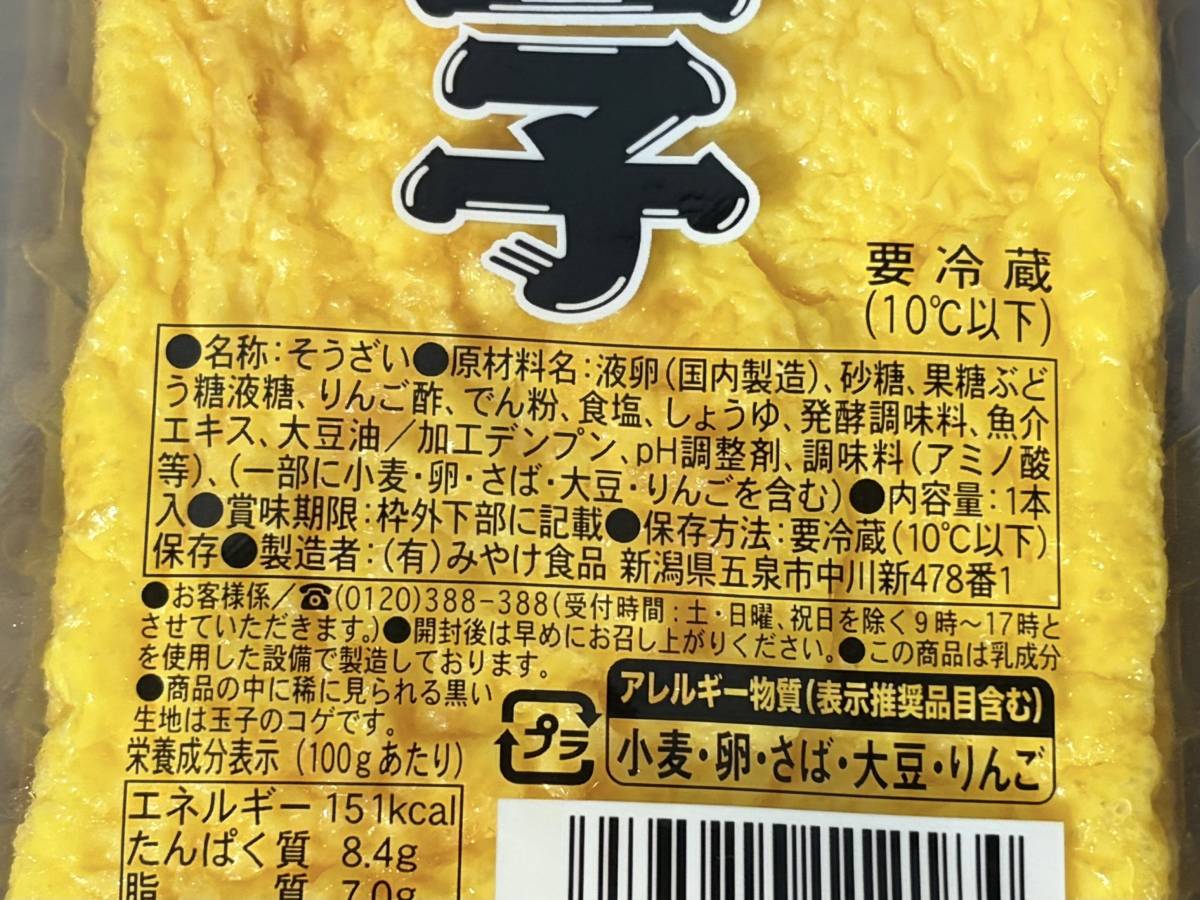 子
要冷蔵
(10℃以下)
●名称:そうざい●原材料名:液卵(国内製造)、砂糖、果糖ぶど
う糖液糖、りんご酢、でん粉、食塩、しょうゆ、発酵調味料、魚介
エキス、大豆油/加工デンプン、pH調整剤、調味料(アミノ酸
等)、(一部に小麦・卵・さば・大豆・りんごを含む)●内容量:1本
入●賞味期限:枠外下部に記載●保存方法:要冷蔵(10℃以下)
保存●製造者:(有)みやけ食品 新潟県五泉市中川新478番1
●お客様係/☎(0120)388-388(受付時間:土・日曜、祝日を除く9時~17時と
させていただきます。)●開封後は早めにお召し上がりください。●この商品は乳成分
を使用した設備で製造しております。
●商品の中に稀に見られる黒い
生地は玉子のコゲです。
プラ
アレルギー物質(表示推奨品目含む)
小麦・卵・さば・大豆・りんご
栄養成分表示(100gあたり)
エネルギー 151kcal
たんぱく質 8.4g
脂質 7.0g